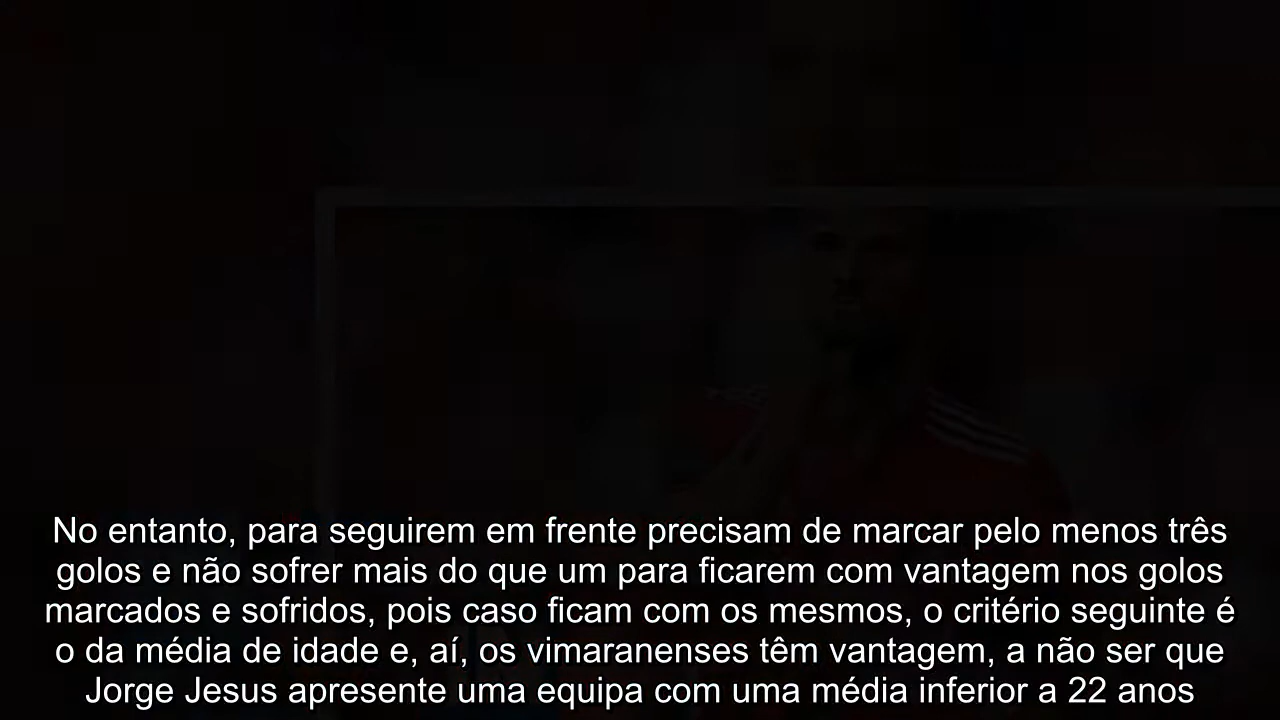 No entanto, para seguirem em frente precisam de marcar pelo menos três
golos e não sofrer mais do que um para ficarem com vantagem nos golos
marcados e sofridos, pois caso ficam com os mesmos, o critério seguinte é
o da média de idade e, aí, os vimaranenses têm vantagem, a não ser que
Jorge Jesus apresente uma equipa com uma média inferior a 22 anos